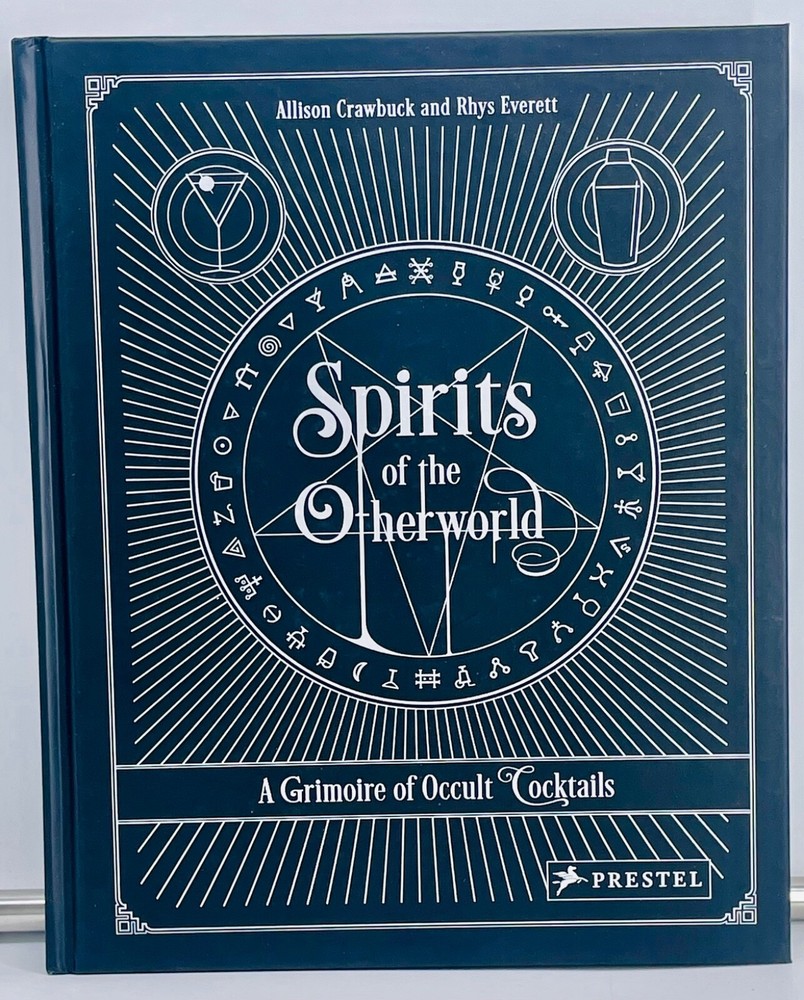 Allison Crawbuck and Rhys Everett
Spirits
of the
Otherworld
A Grimoire of Occult Cocktails
PRESTEL